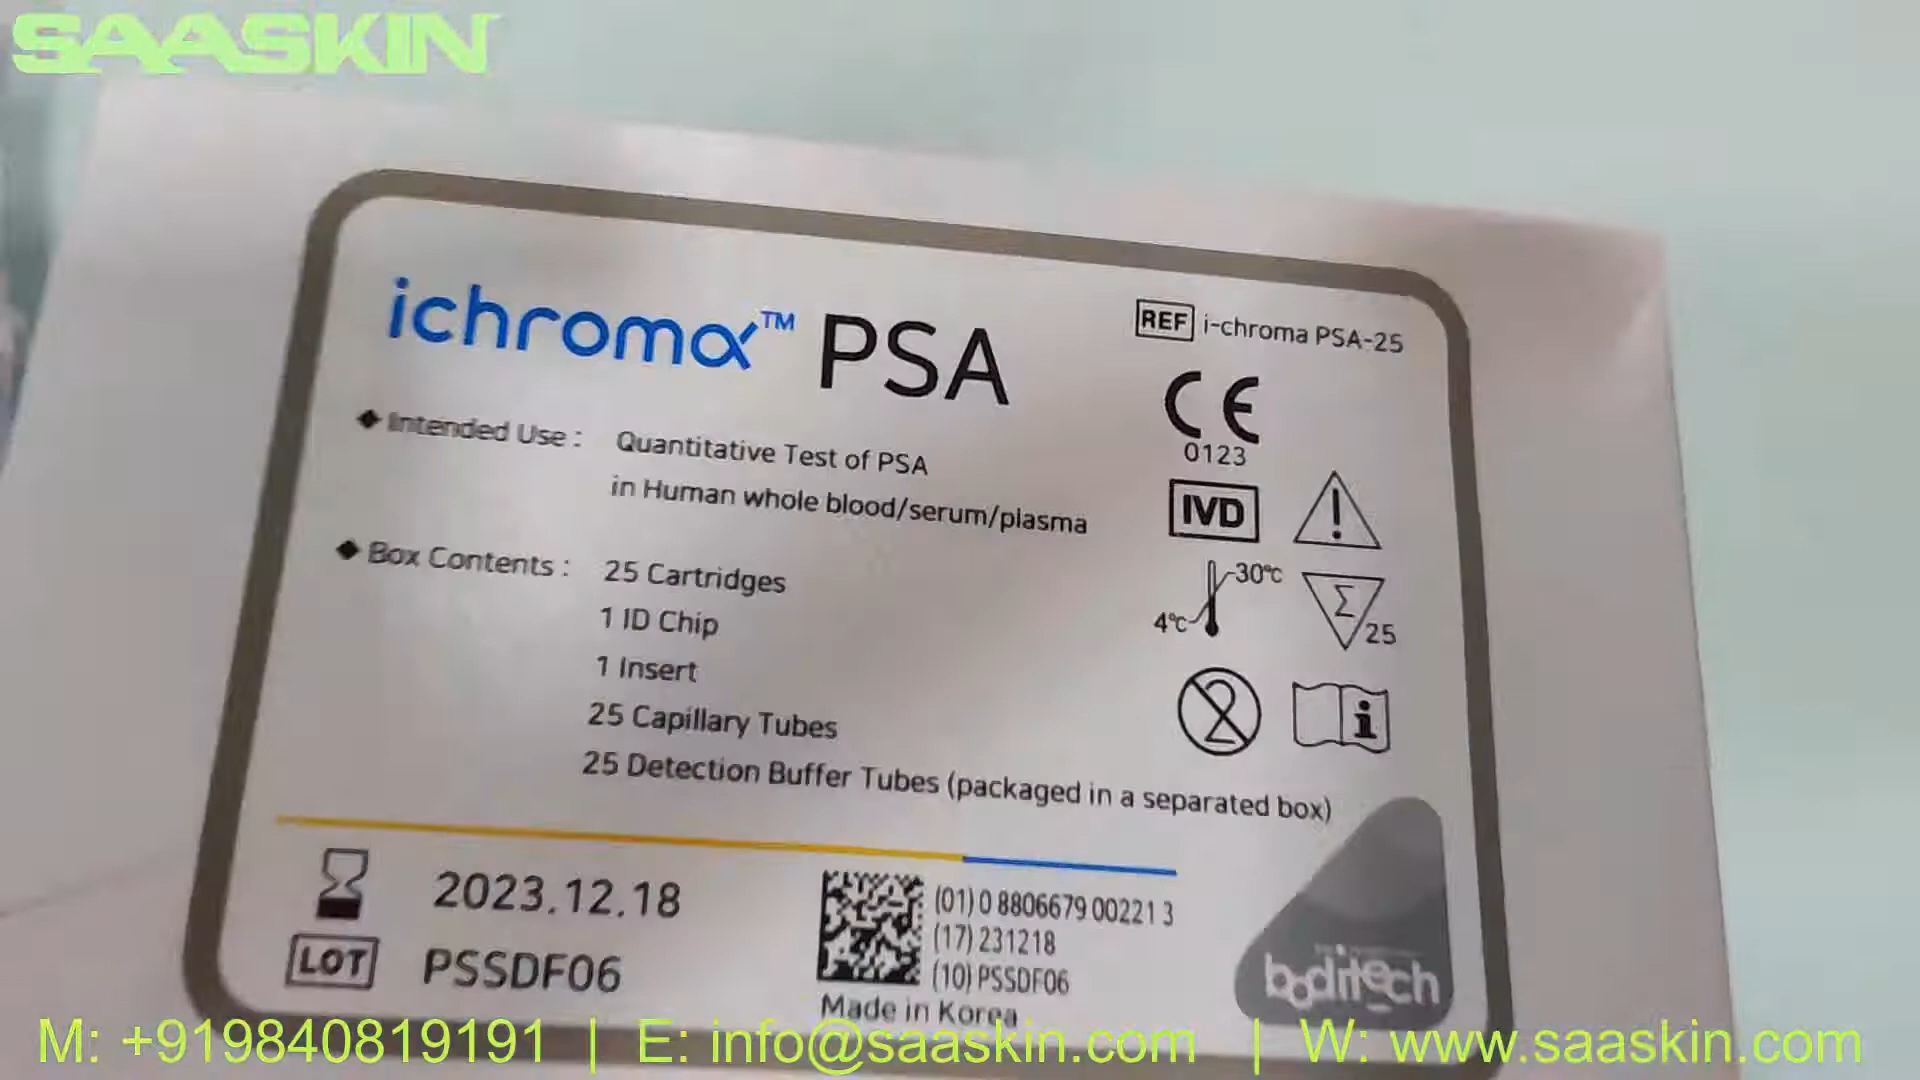 SAASKIN
ichroma™ PSA
REF i-chroma PSA-25
CE
0123
◆ Intended Use : Quantitative Test of PSA
in Human whole blood/serum/plasma
IVD
◆ Box Contents : 25 Cartridges
1 ID Chip
1 Insert
25 Capillary Tubes
25 Detection Buffer Tubes (packaged in a separated box)
30℃
4℃
Σ 25
2
i
2023.12.18
LOT PSSDF06
(01) 0 8806679 00221 3
(17) 231218
(10) PSSDF06
Made in Korea
boditech
M: +919840819191 | E: info@saaskin.com | W: www.saaskin.com